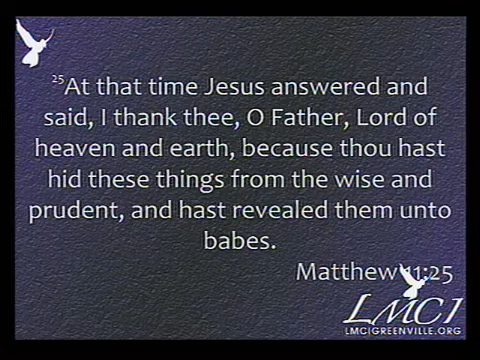 25At that time Jesus answered and
said, I thank thee, O Father, Lord of
heaven and earth, because thou hast
hid these things from the wise and
prudent, and hast revealed them unto
babes.
Matthew 11:25
LMCI
LMCIGREENVILLE.ORG